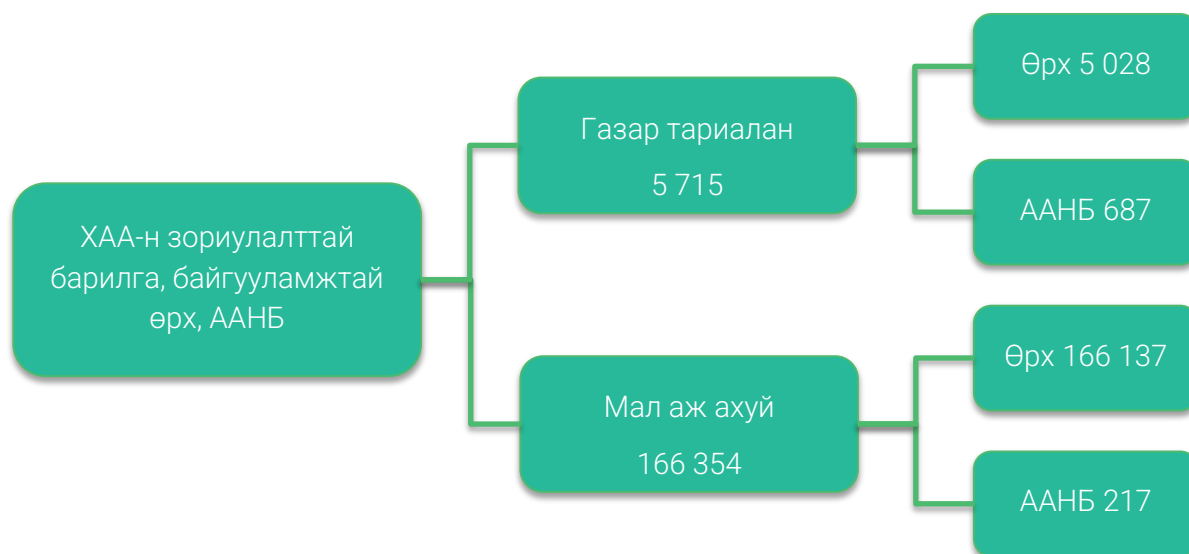 ХАА-н зориулалттай
барилга, байгууламжтай
өрх, ААНБ
Газар тариалан
5 715
Өрх 5 028
ААНБ 687
Мал аж ахуй
166 354
Өрх 166 137
ААНБ 217